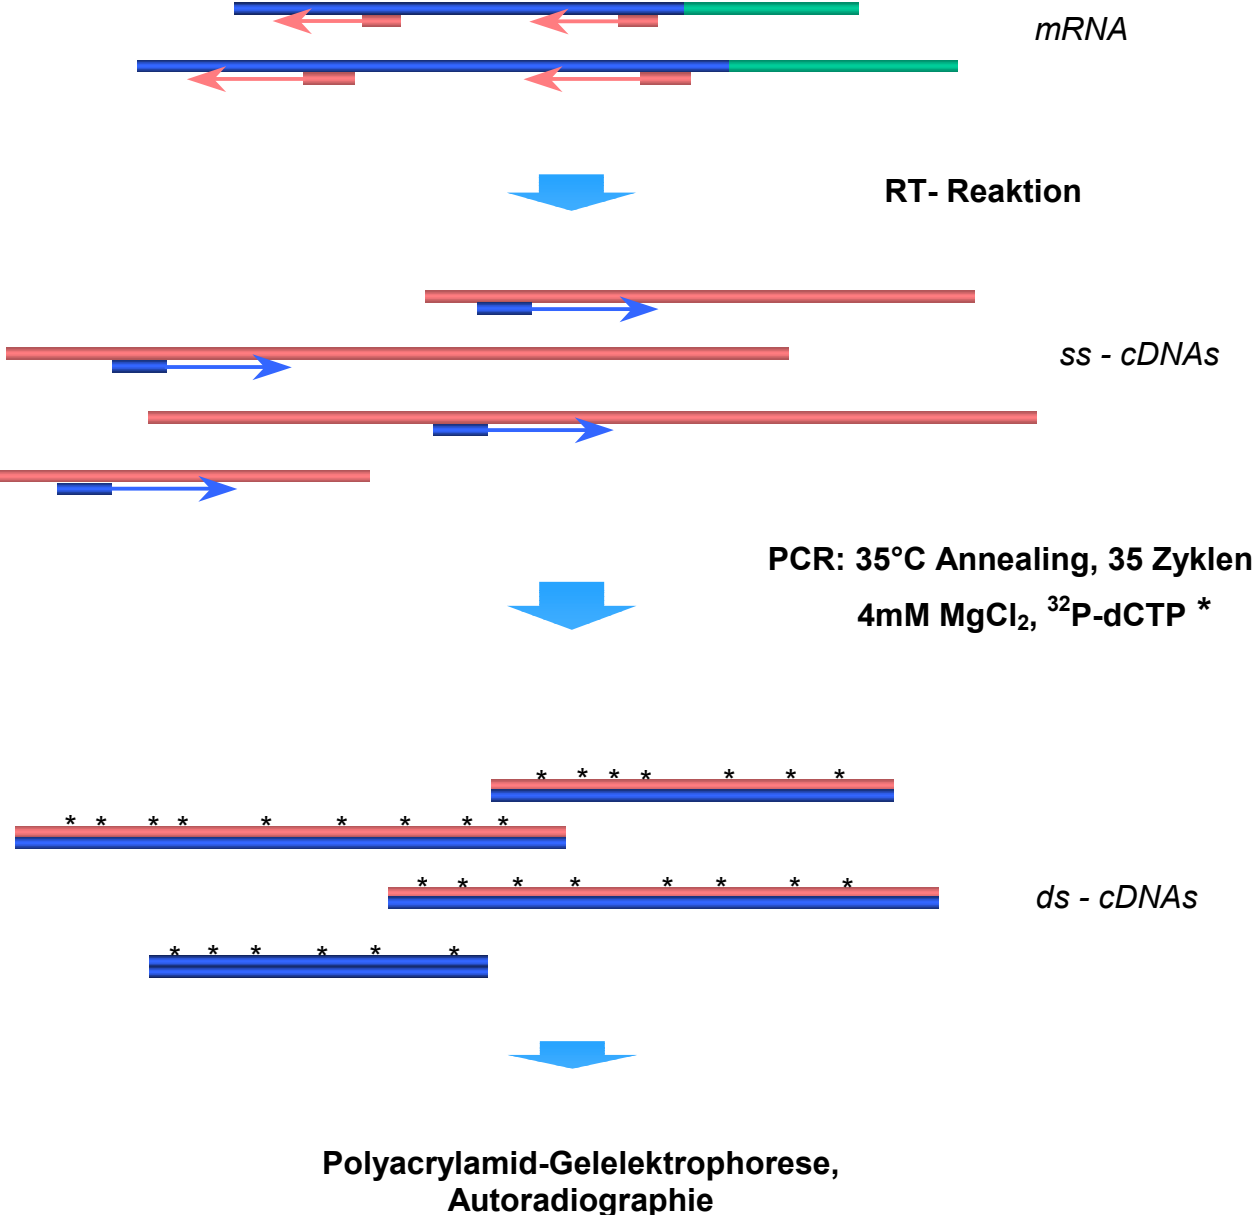 mRNA
RT- Reaktion
ss - cDNAs
PCR: 35°C Annealing, 35 Zyklen
4mM MgCl₂, ³²P-dCTP *
* * * * * * *
* * * * * * * * *
* * * * * * * *
ds - cDNAs
* * * * * *
Polyacrylamid-Gelelektrophorese,
Autoradiographie